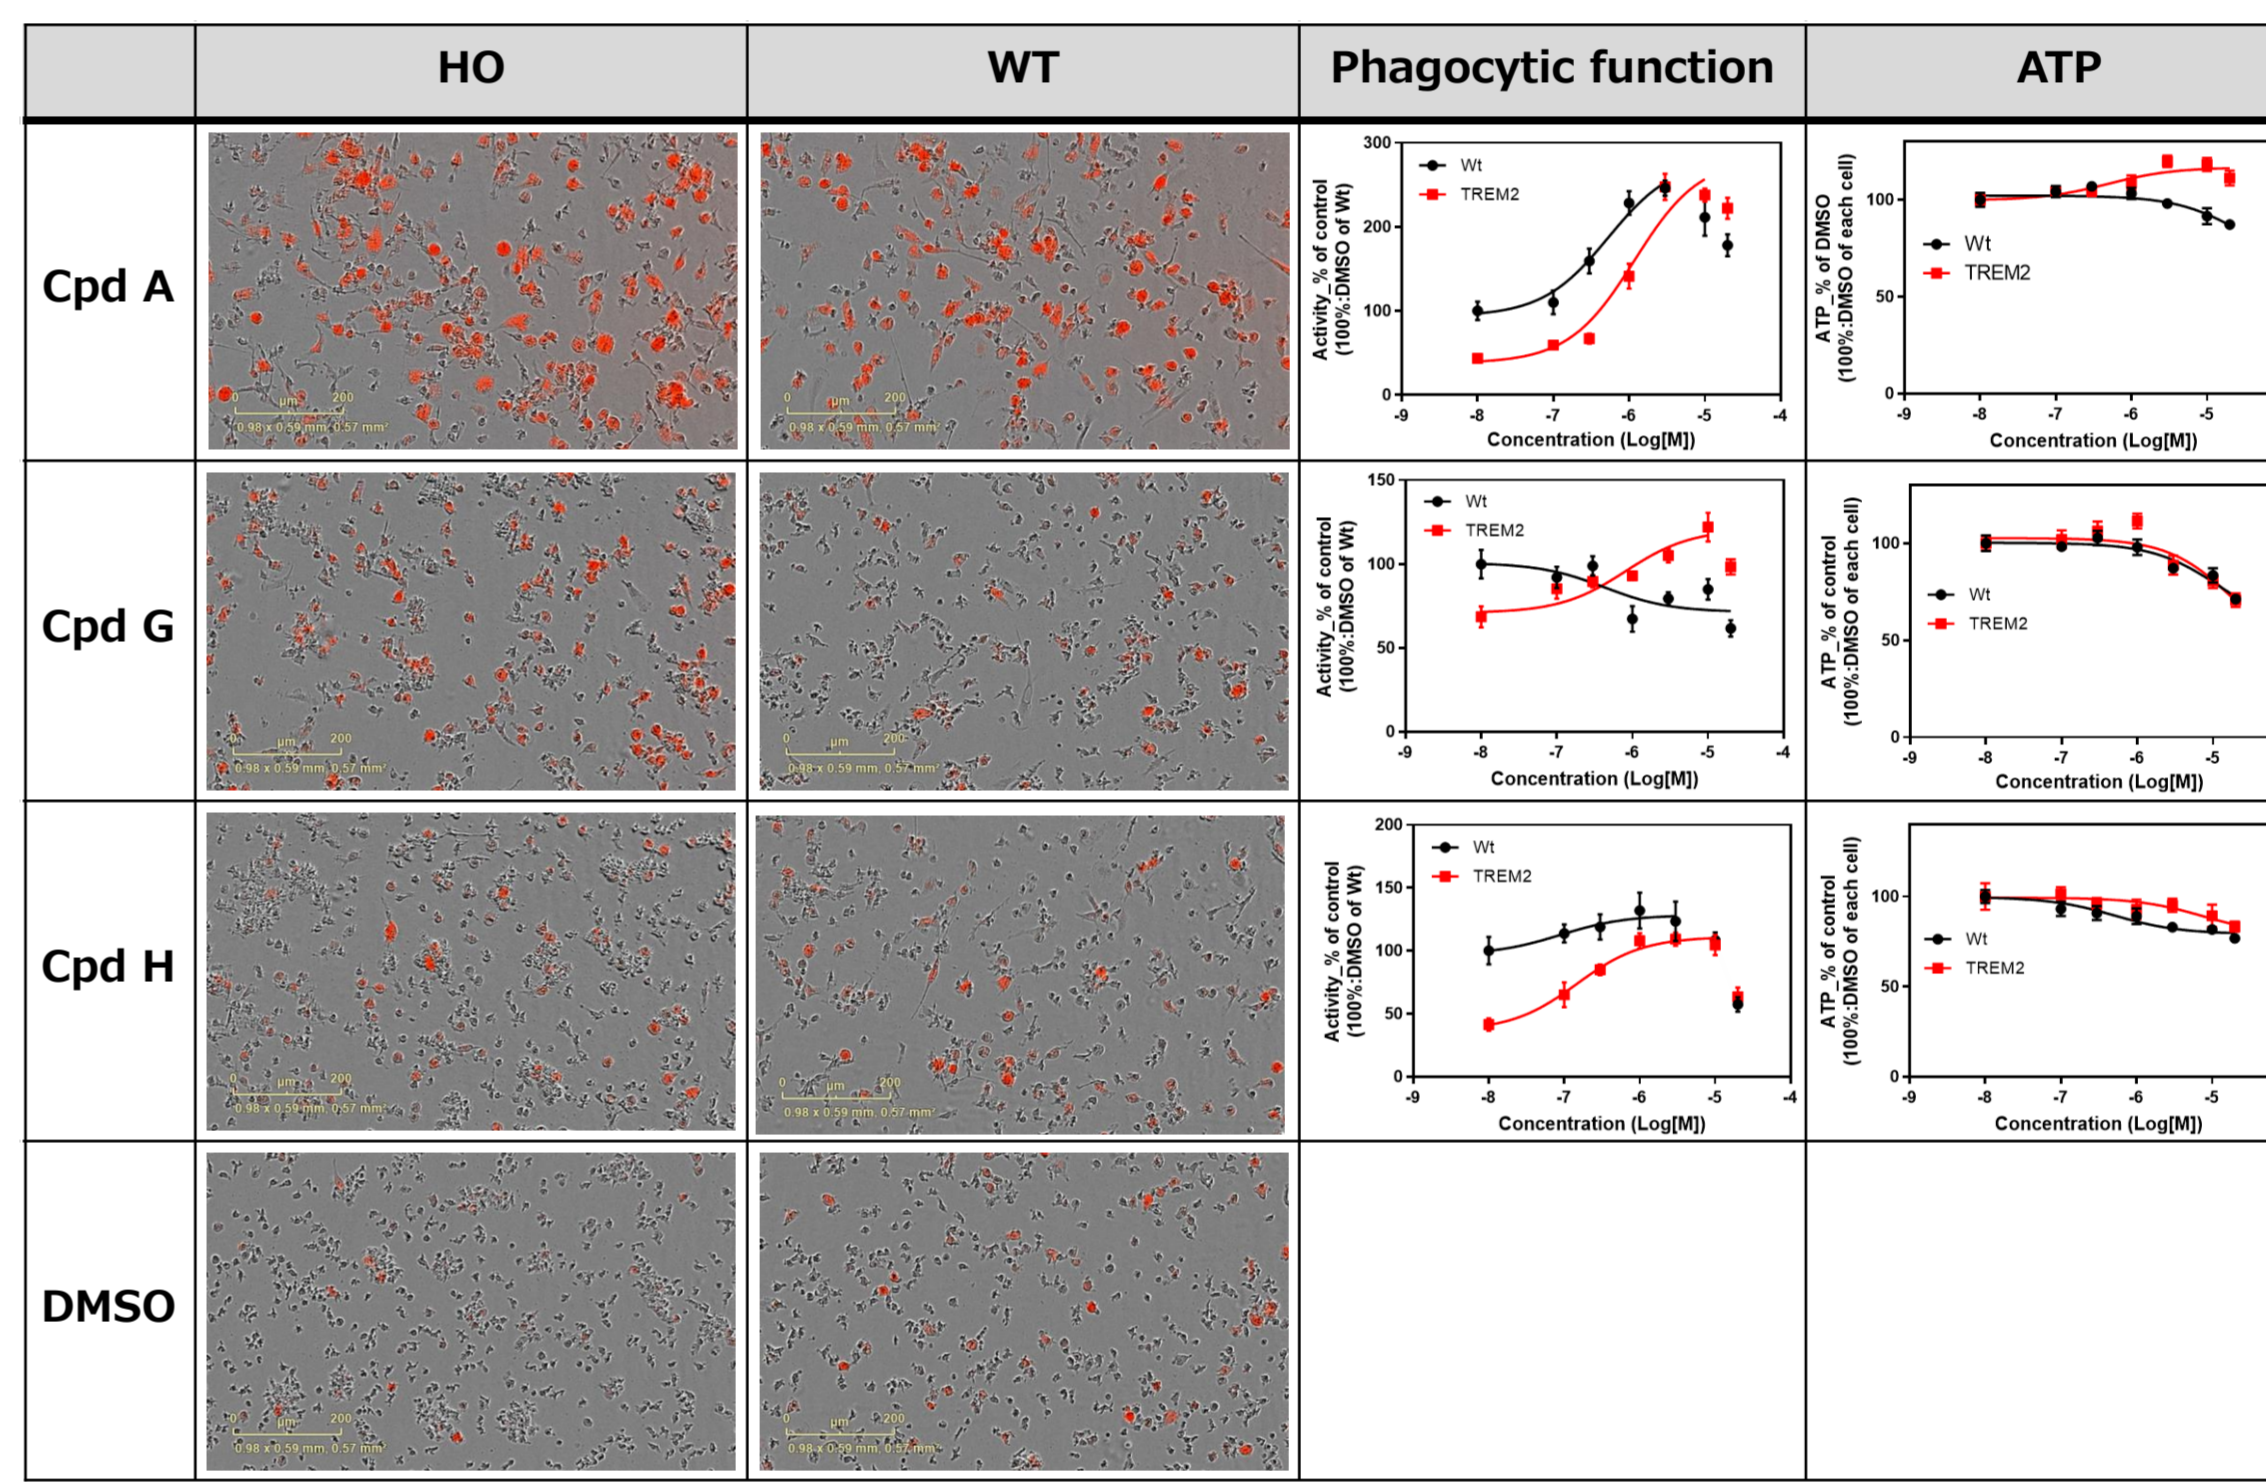 HO WT Phagocytic function ATP
Cpd A
0 µm 200
0.98 x 0.59 mm, 0.57 mm²
0 µm 200
0.98 x 0.59 mm, 0.57 mm²
Activity_% of control
(100%:DMSO of Wt)
300
200
100
0
Wt
TREM2
-9 -8 -7 -6 -5 -4
Concentration (Log[M])
ATP_% of DMSO
(100%:DMSO of each cell)
100
50
0
Wt
TREM2
-9 -8 -7 -6 -5
Concentration (Log[M])
Cpd G
0 µm 200
0.98 x 0.59 mm, 0.57 mm²
0 µm 200
0.98 x 0.59 mm, 0.57 mm²
Activity_% of control
(100%:DMSO of Wt)
150
100
50
0
Wt
TREM2
-9 -8 -7 -6 -5 -4
Concentration (Log[M])
ATP_% of control
(100%:DMSO of each cell)
100
50
0
Wt
TREM2
-9 -8 -7 -6 -5
Concentration (Log[M])
Cpd H
0 µm 200
0.98 x 0.59 mm, 0.57 mm²
0 µm 200
0.98 x 0.59 mm, 0.57 mm²
Activity_% of control
(100%:DMSO of Wt)
200
150
100
50
0
Wt
TREM2
-9 -8 -7 -6 -5 -4
Concentration (Log[M])
ATP_% of control
(100%:DMSO of each cell)
100
50
0
Wt
TREM2
-9 -8 -7 -6 -5
Concentration (Log[M])
DMSO
0 µm 200
0.98 x 0.59 mm, 0.57 mm²
0 µm 200
0.98 x 0.59 mm, 0.57 mm²